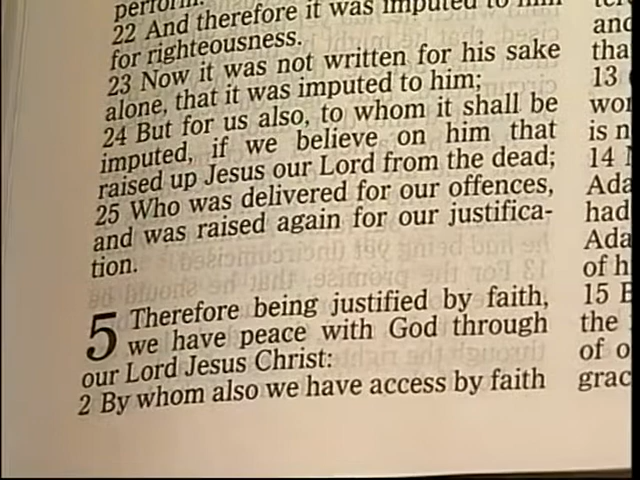 perform.
22 And therefore it was imputed to him
for righteousness.
23 Now it was not written for his sake
alone, that it was imputed to him;
24 But for us also, to whom it shall be
imputed, if we believe on him that
raised up Jesus our Lord from the dead;
25 Who was delivered for our offences,
and was raised again for our justifica-
tion.
5 Therefore being justified by faith,
we have peace with God through
our Lord Jesus Christ:
2 By whom also we have access by faith
and
tha
13
wor
is n
14
Ada
had
Ada
of h
15
the
of o
grac